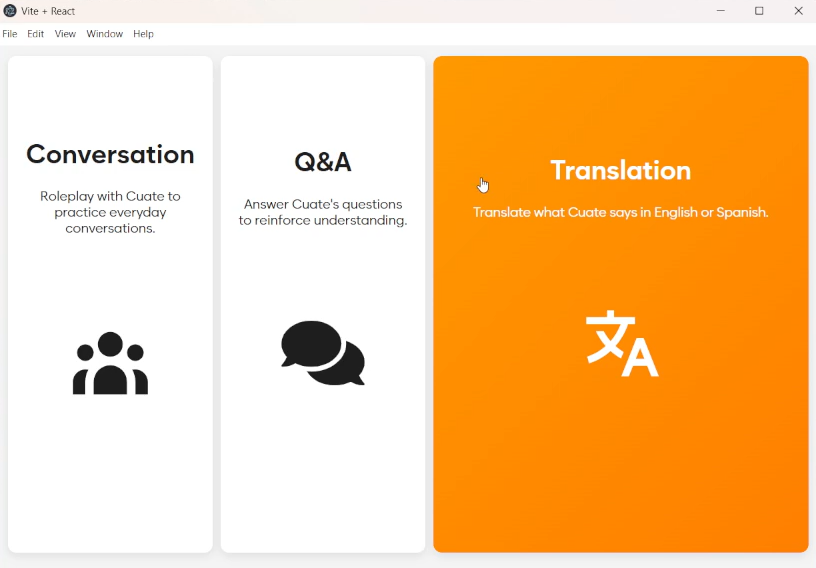 Vite + React
File Edit View Window Help
Conversation
Roleplay with Cuate to
practice everyday
conversations.
Q&A
Answer Cuate's questions
to reinforce understanding.
Translation
Translate what Cuate says in English or Spanish.
文A